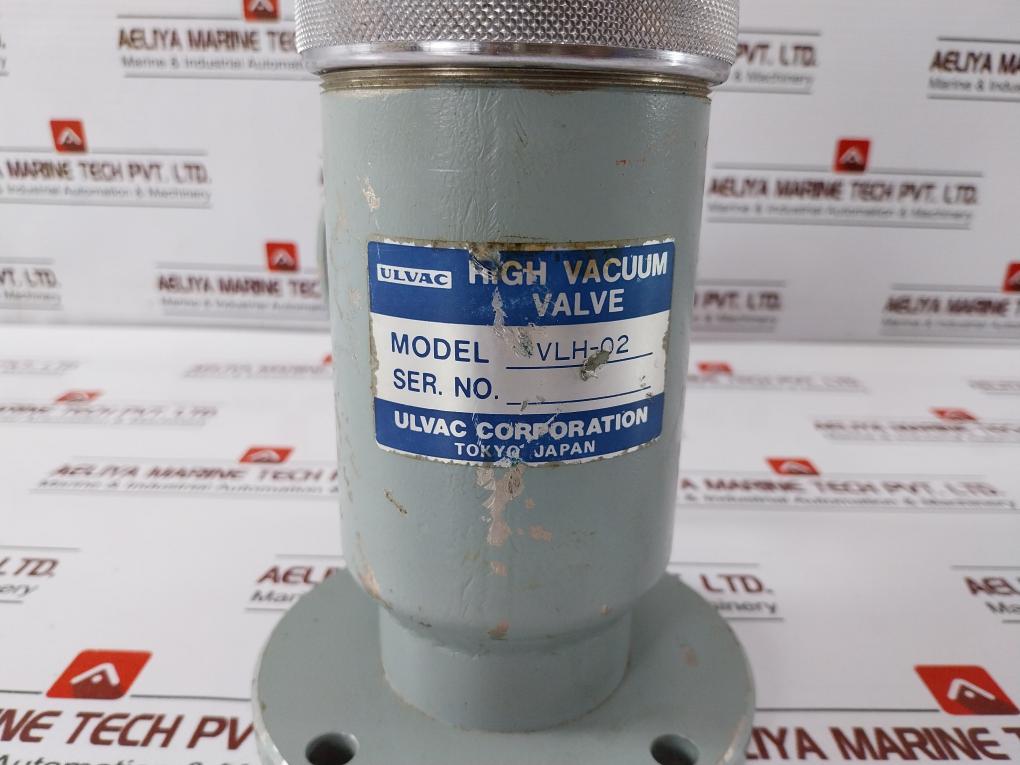 AELIYA MARINE TECH PVT. LTD.
Marine & Industrial Automation & Machinery
ULVAC HIGH VACUUM
VALVE
MODEL VLH-02
SER. NO.
ULVAC CORPORATION
TOKYO JAPAN